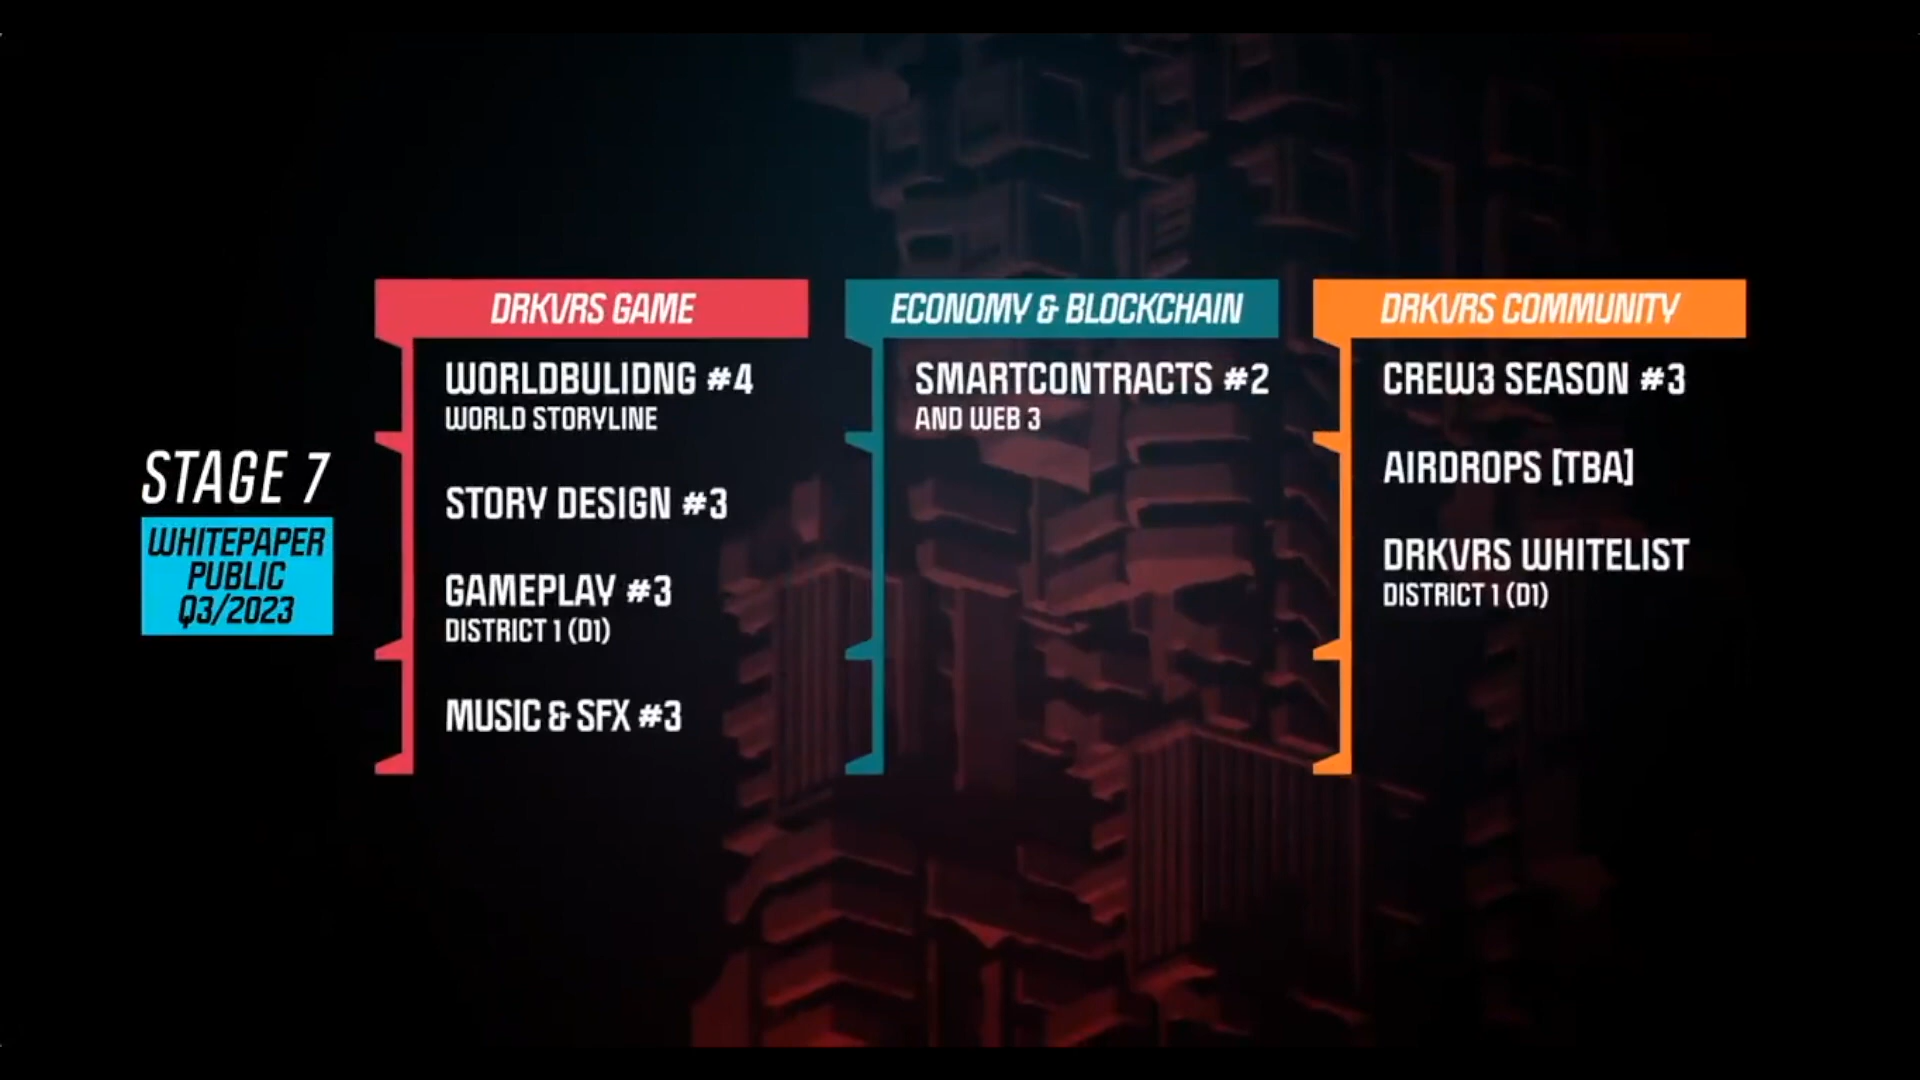 STAGE 7
WHITEPAPER
PUBLIC
Q3/2023
DRKVRS GAME
WORLDBULIDNG #4
WORLD STORYLINE
STORY DESIGN #3
GAMEPLAY #3
DISTRICT 1 (D1)
MUSIC & SFX #3
ECONOMY & BLOCKCHAIN
SMARTCONTRACTS #2
AND WEB 3
DRKVRS COMMUNITY
CREW3 SEASON #3
AIRDROPS [TBA]
DRKVRS WHITELIST
DISTRICT 1 (D1)